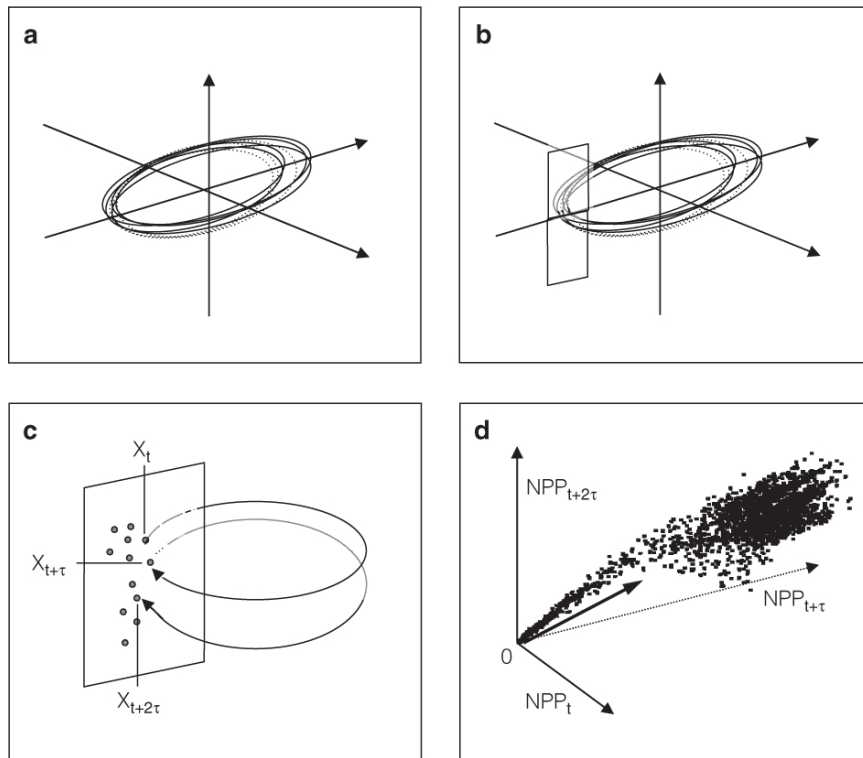 a
b
c
X_t
X_{t+τ}
X_{t+2τ}
d
NPP_{t+2τ}
NPP_{t+τ}
0
NPP_t